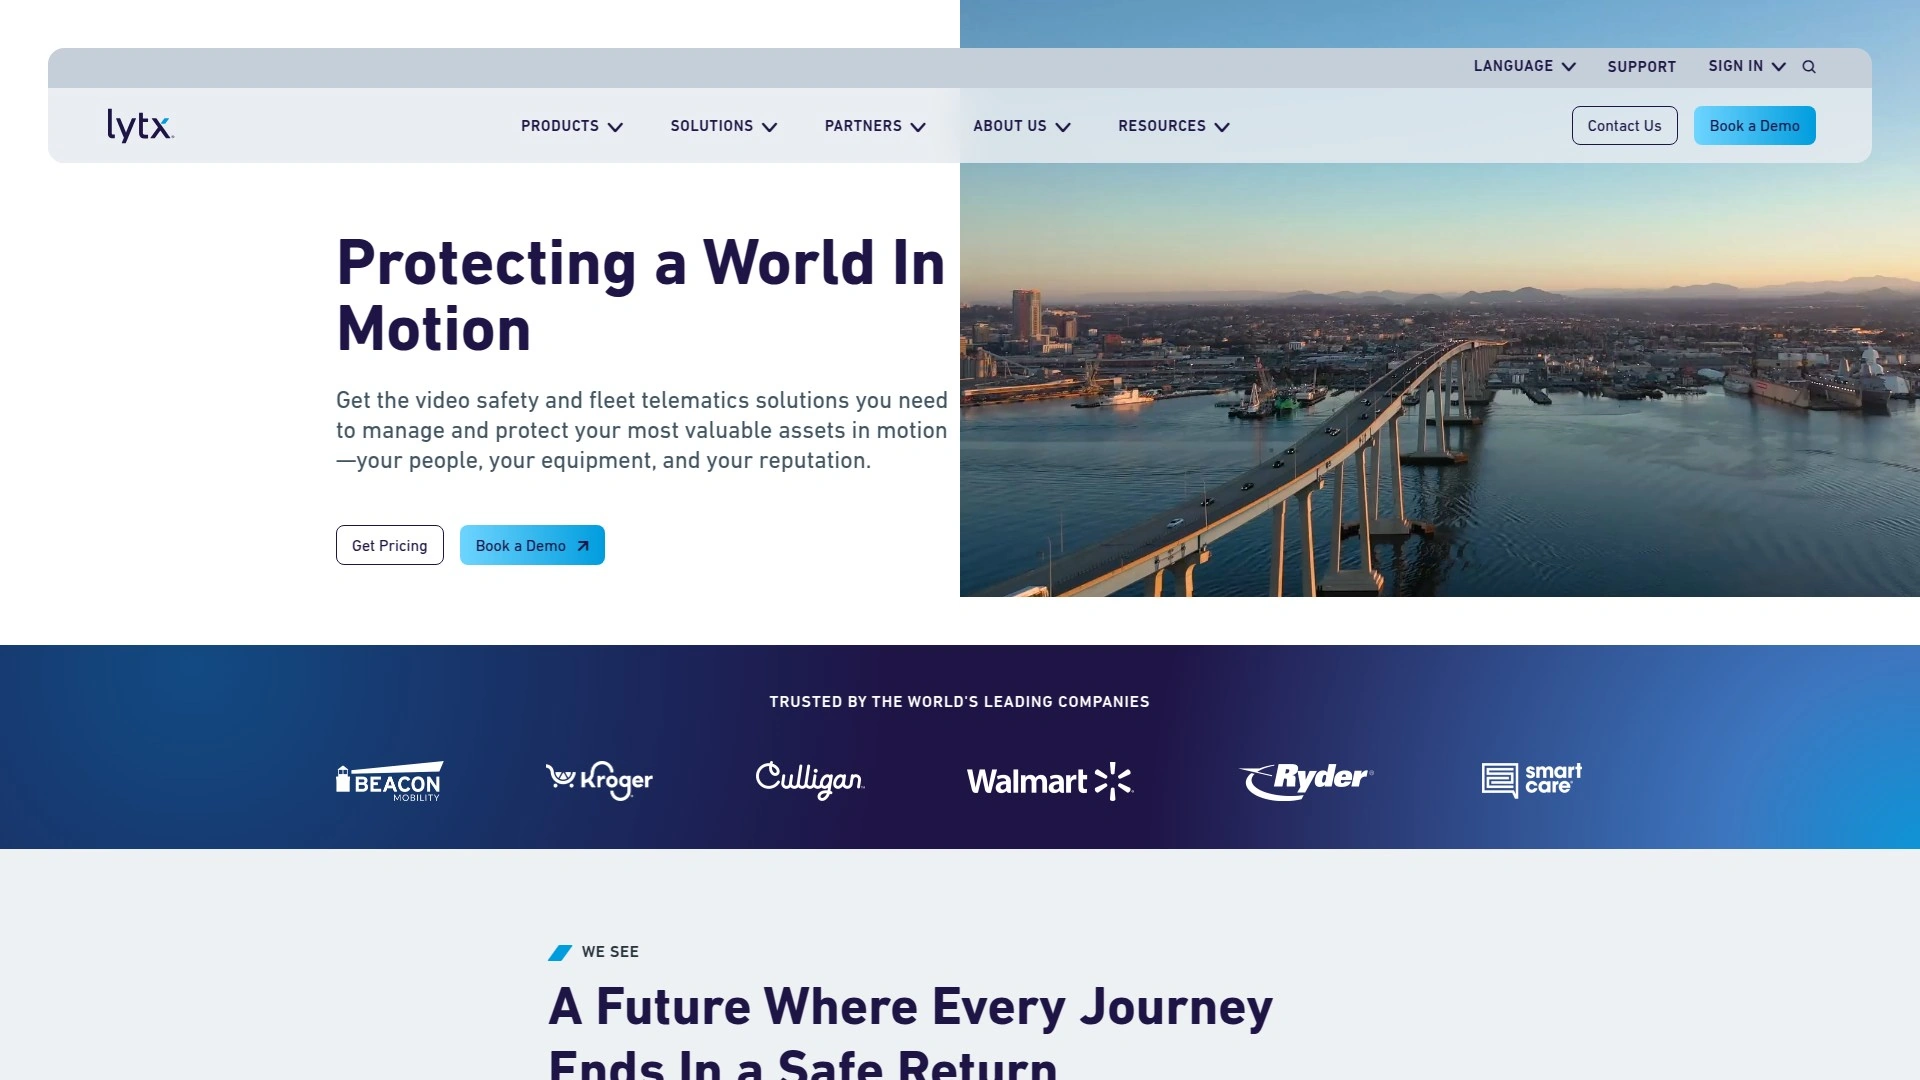 LANGUAGE
SUPPORT
SIGN IN
lytx
PRODUCTS
SOLUTIONS
PARTNERS
ABOUT US
RESOURCES
Contact Us
Book a Demo
Protecting a World In
Motion
Get the video safety and fleet telematics solutions you need
to manage and protect your most valuable assets in motion
—your people, your equipment, and your reputation.
Get Pricing
Book a Demo
TRUSTED BY THE WORLD'S LEADING COMPANIES
BEACON
MOBILITY
Kroger
Culligan
Walmart
Ryder
smart
care
WE SEE
A Future Where Every Journey
Ends In a Safe Return